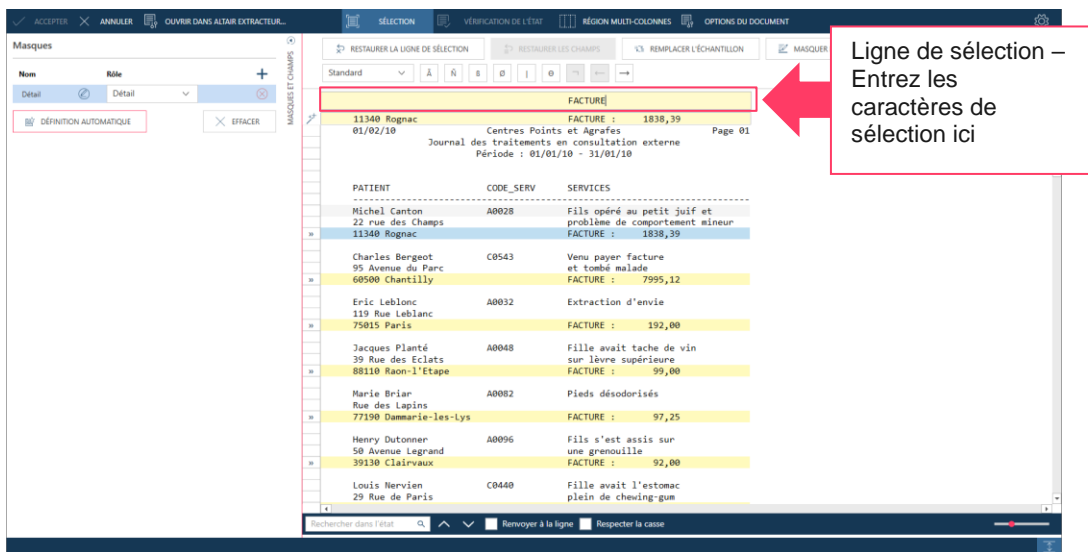 ACCEPTER ANNULER OUVRIR DANS ALTAIR EXTRACTEUR... SÉLECTION VÉRIFICATION DE L'ÉTAT RÉGION MULTI-COLONNES OPTIONS DU DOCUMENT
Masques
Nom Rôle
Détail Détail
DÉFINITION AUTOMATIQUE EFFACER
MASQUES ET CHAMPS
RESTAURER LA LIGNE DE SÉLECTION RESTAURER LES CHAMPS REMPLACER L'ÉCHANTILLON MASQUER
Standard Ä Ñ ß Ø | θ ¬ ← →
FACTURE
11340 Rognac FACTURE : 1838,39
01/02/10 Centres Points et Agrafes Page 01
Journal des traitements en consultation externe
Période : 01/01/10 - 31/01/10
PATIENT CODE_SERV SERVICES
Michel Canton A0028 Fils opéré au petit juif et
22 rue des Champs problème de comportement mineur
» 11340 Rognac FACTURE : 1838,39
Charles Bergeot C0543 Venu payer facture
95 Avenue du Parc et tombé malade
» 60500 Chantilly FACTURE : 7995,12
Eric Leblonc A0032 Extraction d'envie
119 Rue Leblanc
» 75015 Paris FACTURE : 192,00
Jacques Planté A0048 Fille avait tache de vin
39 Rue des Eclats sur lèvre supérieure
» 88110 Raon-l'Etape FACTURE : 99,00
Marie Briar A0082 Pieds désodorisés
Rue des Lapins
» 77190 Dammarie-les-Lys FACTURE : 97,25
Henry Dutonner A0096 Fils s'est assis sur
50 Avenue Legrand une grenouille
» 39130 Clairvaux FACTURE : 92,00
Louis Nervien C0440 Fille avait l'estomac
29 Rue de Paris plein de chewing-gum
Rechercher dans l'état Renvoyer à la ligne Respecter la casse
Ligne de sélection –
Entrez les
caractères de
sélection ici